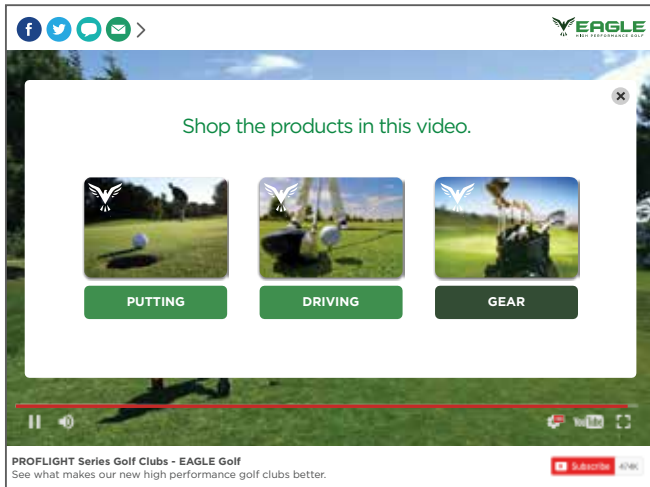 EAGLE
HIGH PERFORMANCE GOLF
Shop the products in this video.
PUTTING
DRIVING
GEAR
YouTube
PROFLIGHT Series Golf Clubs - EAGLE Golf
See what makes our new high performance golf clubs better.
Subscribe 474K